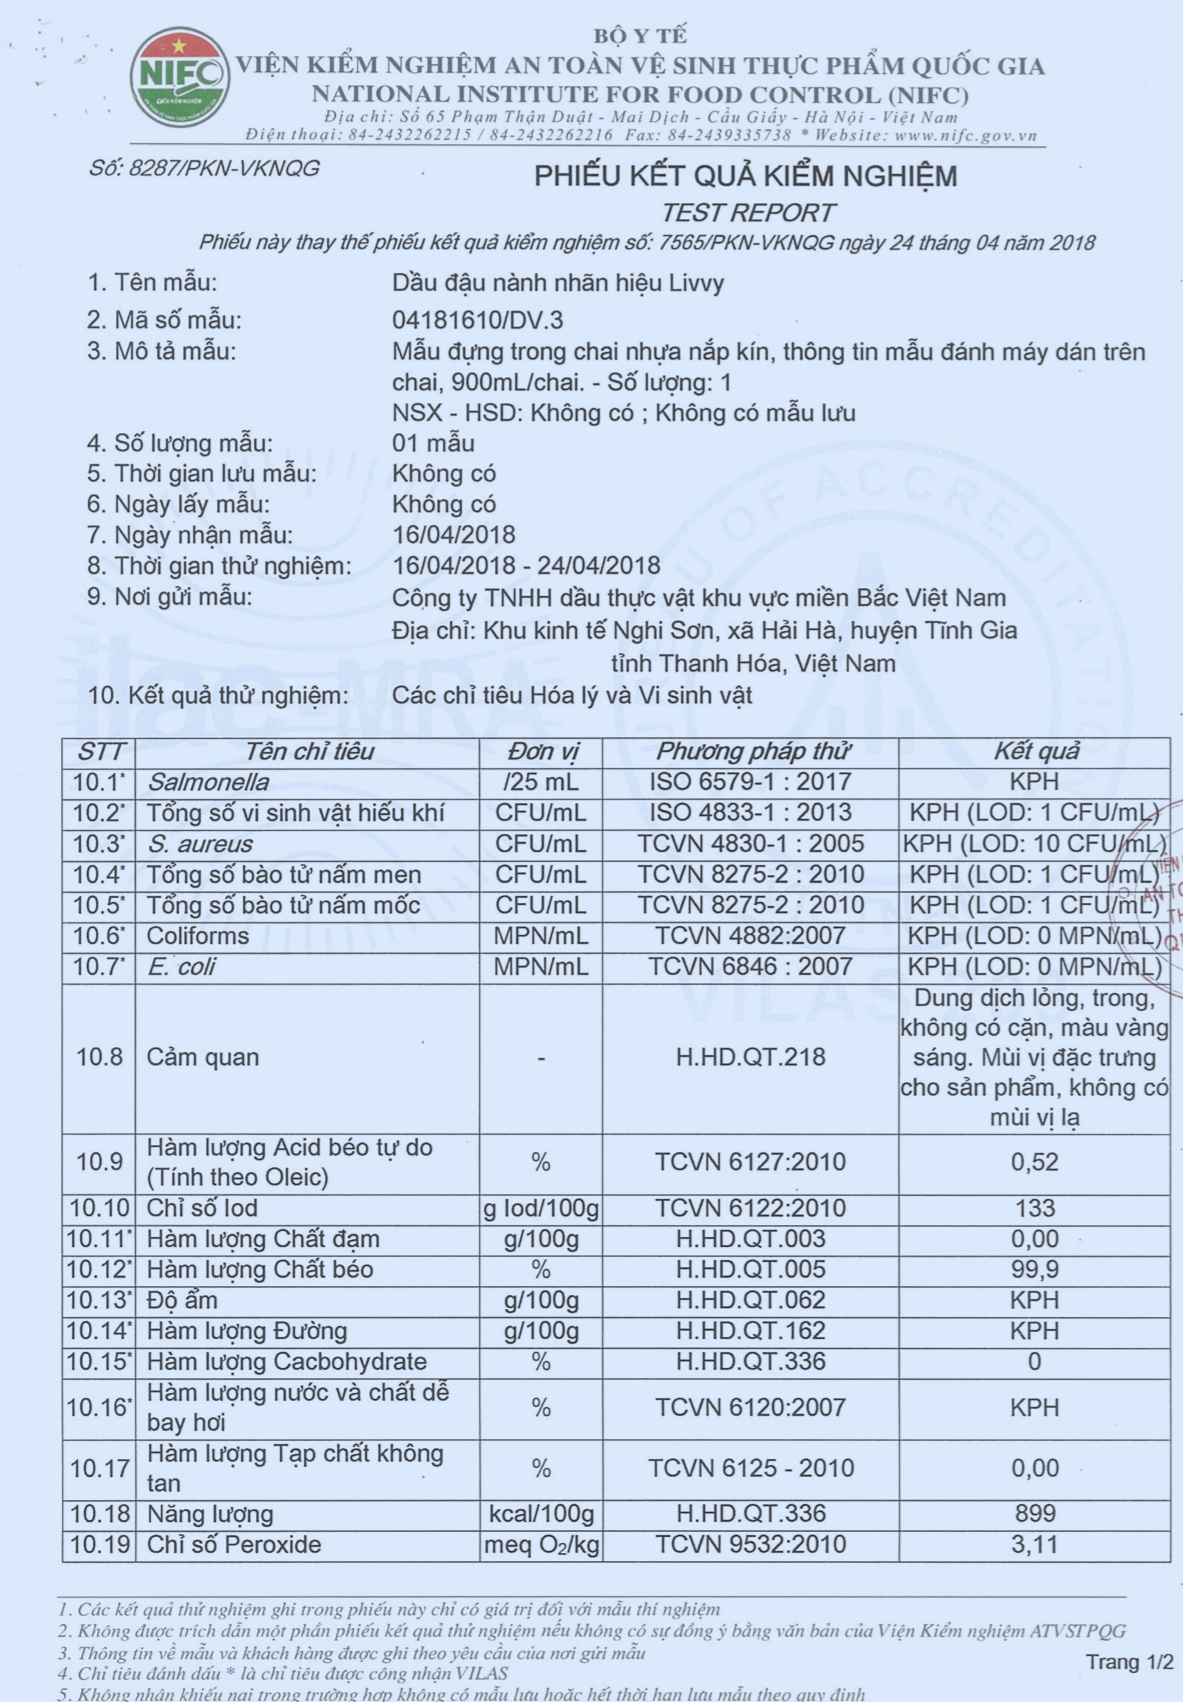 BỘ Y TẾ
NIFC
VIỆN KIỂM NGHIỆM AN TOÀN VỆ SINH THỰC PHẨM QUỐC GIA
NATIONAL INSTITUTE FOR FOOD CONTROL (NIFC)
Địa chỉ: Số 65 Phạm Thận Duật - Mai Dịch - Cầu Giấy - Hà Nội - Việt Nam
Điện thoại: 84-2432262215 / 84-2432262216 Fax: 84-2439335738 * Website: www.nifc.gov.vn
Số: 8287/PKN-VKNQG
PHIẾU KẾT QUẢ KIỂM NGHIỆM
TEST REPORT
Phiếu này thay thế phiếu kết quả kiểm nghiệm số: 7565/PKN-VKNQG ngày 24 tháng 04 năm 2018
1. Tên mẫu: Dầu đậu nành nhãn hiệu Livvy
2. Mã số mẫu: 04181610/DV.3
3. Mô tả mẫu: Mẫu đựng trong chai nhựa nắp kín, thông tin mẫu đánh máy dán trên
chai, 900mL/chai. - Số lượng: 1
NSX - HSD: Không có ; Không có mẫu lưu
4. Số lượng mẫu: 01 mẫu
5. Thời gian lưu mẫu: Không có
6. Ngày lấy mẫu: Không có
7. Ngày nhận mẫu: 16/04/2018
8. Thời gian thử nghiệm: 16/04/2018 - 24/04/2018
9. Nơi gửi mẫu: Công ty TNHH dầu thực vật khu vực miền Bắc Việt Nam
Địa chỉ: Khu kinh tế Nghi Sơn, xã Hải Hà, huyện Tĩnh Gia
tỉnh Thanh Hóa, Việt Nam
10. Kết quả thử nghiệm: Các chỉ tiêu Hóa lý và Vi sinh vật
ilac-MRA
BUREAU OF ACCREDITATION
STT Tên chỉ tiêu Đơn vị Phương pháp thử Kết quả
10.1* Salmonella /25 mL ISO 6579-1 : 2017 KPH
10.2* Tổng số vi sinh vật hiếu khí CFU/mL ISO 4833-1 : 2013 KPH (LOD: 1 CFU/mL)
10.3* S. aureus CFU/mL TCVN 4830-1 : 2005 KPH (LOD: 10 CFU/mL)
10.4* Tổng số bào tử nấm men CFU/mL TCVN 8275-2 : 2010 KPH (LOD: 1 CFU/mL)
10.5* Tổng số bào tử nấm mốc CFU/mL TCVN 8275-2 : 2010 KPH (LOD: 1 CFU/mL)
10.6* Coliforms MPN/mL TCVN 4882:2007 KPH (LOD: 0 MPN/mL)
10.7* E. coli MPN/mL TCVN 6846 : 2007 KPH (LOD: 0 MPN/mL)
VILAS
10.8 Cảm quan - H.HD.QT.218 Dung dịch lỏng, trong,
không có cặn, màu vàng
sáng. Mùi vị đặc trưng
cho sản phẩm, không có
mùi vị lạ
10.9 Hàm lượng Acid béo tự do
(Tính theo Oleic) % TCVN 6127:2010 0,52
10.10 Chỉ số Iod g Iod/100g TCVN 6122:2010 133
10.11* Hàm lượng Chất đạm g/100g H.HD.QT.003 0,00
10.12* Hàm lượng Chất béo % H.HD.QT.005 99,9
10.13* Độ ẩm g/100g H.HD.QT.062 KPH
10.14* Hàm lượng Đường g/100g H.HD.QT.162 KPH
10.15* Hàm lượng Cacbohydrate % H.HD.QT.336 0
10.16* Hàm lượng nước và chất dễ
bay hơi % TCVN 6120:2007 KPH
10.17 Hàm lượng Tạp chất không
tan % TCVN 6125 - 2010 0,00
10.18 Năng lượng kcal/100g H.HD.QT.336 899
10.19 Chỉ số Peroxide meq O2/kg TCVN 9532:2010 3,11
1. Các kết quả thử nghiệm ghi trong phiếu này chỉ có giá trị đối với mẫu thí nghiệm
2. Không được trích dẫn một phần phiếu kết quả thử nghiệm nếu không có sự đồng ý bằng văn bản của Viện Kiểm nghiệm ATVSTPQG
3. Thông tin về mẫu và khách hàng được ghi theo yêu cầu của nơi gửi mẫu
4. Chỉ tiêu đánh dấu * là chỉ tiêu được công nhận VILAS
5. Không nhận khiếu nại trong trường hợp không có mẫu lưu hoặc hết thời hạn lưu mẫu theo quy định
Trang 1/2